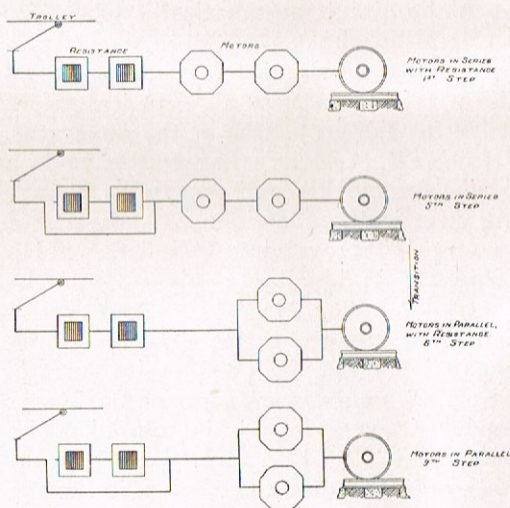 TROLLEY
RESISTANCE
MOTORS
MOTORS IN SERIES
WITH RESISTANCE
1ST STEP
MOTORS IN SERIES
5TH STEP
TRANSITION
MOTORS IN PARALLEL,
WITH RESISTANCE
6TH STEP
MOTORS IN PARALLEL
9TH STEP